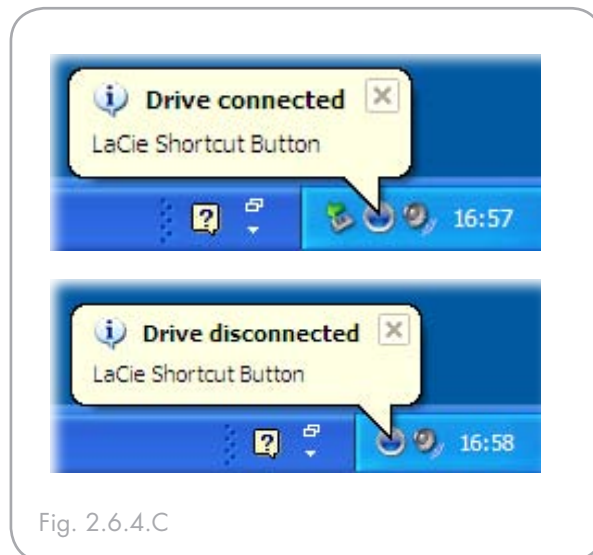 Drive connected
LaCie Shortcut Button
? 16:57
Drive disconnected
LaCie Shortcut Button
? 16:58
Fig. 2.6.4.C